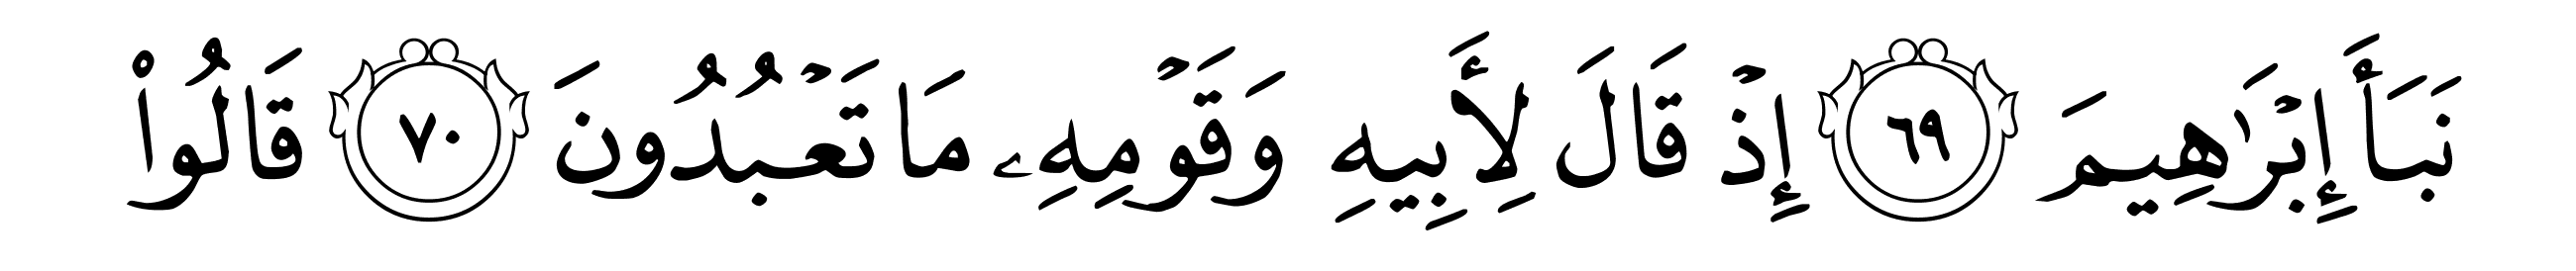 نَبَأَ إِبْرَٰهِيمَ ٦٩ إِذْ قَالَ لِأَبِيهِ وَقَوْمِهِۦ مَا تَعْبُدُونَ ٧٠ قَالُوا۟